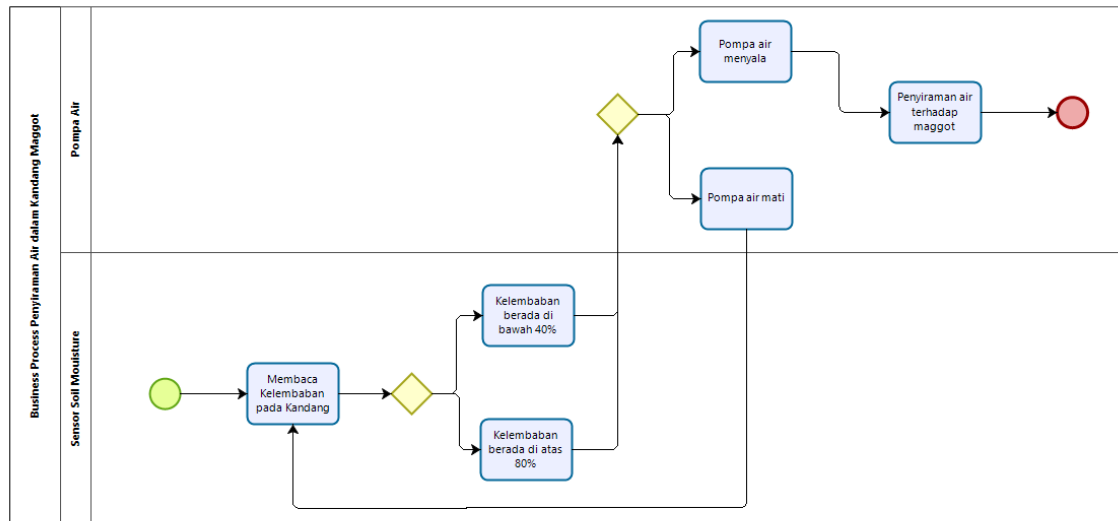 Business Process Penyiraman Air dalam Kandang Maggot
Pompa Air
Pompa air
menyala
Penyiraman air
terhadap
maggot
Pompa air mati
Sensor Soll Mouisture
Kelembaban
berada di
bawah 40%
Membaca
Kelembaban
pada Kandang
Kelembaban
berada di atas
80%